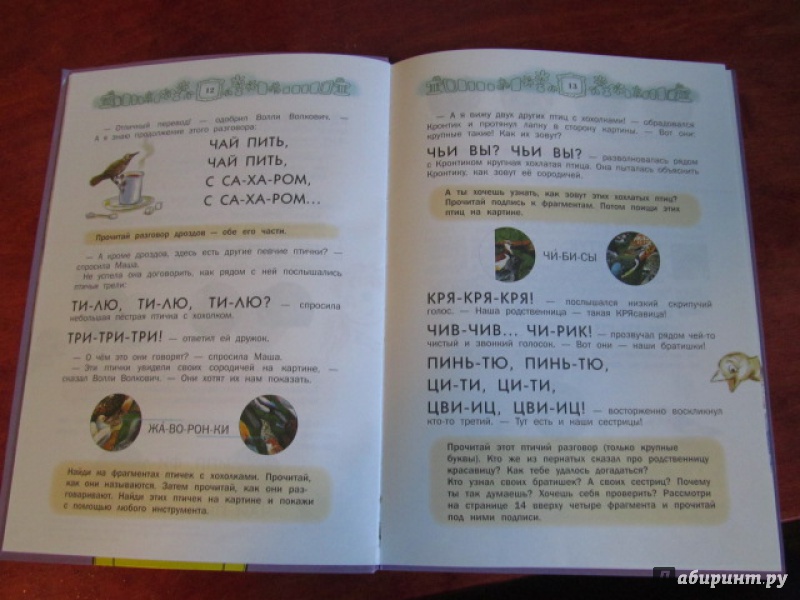 12
— Отличный перевод! — одобрил Волли Волкович. —
А я знаю продолжение этого разговора:
ЧАЙ ПИТЬ,
ЧАЙ ПИТЬ,
С СА-ХА-РОМ,
С СА-ХА-РОМ...
Прочитай разговор дроздов — обе его части.
— А кроме дроздов, здесь есть другие певчие птички? —
спросила Маша.
Не успела она договорить, как рядом с ней послышались
птичьи трели:
ТИ-ЛЮ, ТИ-ЛЮ, ТИ-ЛЮ? — спросила
небольшая пёстрая птичка с хохолком.
ТРИ-ТРИ-ТРИ! — ответил ей дружок.
— О чём это они говорят? — спросила Маша.
— Эти птички увидели своих сородичей на картине, —
сказал Волли Волкович. — Они хотят их нам показать.
ЖА-ВО-РОН-КИ
Найди на фрагментах птичек с хохолками. Прочитай,
как они называются. Затем прочитай, как они раз-
говаривают. Найди этих птичек на картине и покажи
с помощью любого инструмента.
13
— А я вижу двух других птиц с хохолками! — обрадовался
Кронтик и протянул лапку в сторону картины. — Вот они —
крупные такие! Как их зовут?
ЧЬИ ВЫ? ЧЬИ ВЫ? — разволновалась рядом
с Кронтиком крупная хохлатая птица. Она пыталась объяснить
Кронтику, как зовут её сородичей.
А ты хочешь узнать, как зовут этих хохлатых птиц?
Прочитай подпись к фрагментам. Потом поищи этих
птиц на картине.
ЧИ-БИ-СЫ
КРЯ-КРЯ-КРЯ! — послышался низкий скрипучий
голос. — Наша родственница — такая КРЯсавица!
ЧИВ-ЧИВ... ЧИ-РИК! — прозвучал рядом чей-то
чистый и звонкий голосок. — Вот они — наши братишки!
ПИНЬ-ТЮ, ПИНЬ-ТЮ,
ЦИ-ТИ, ЦИ-ТИ,
ЦВИ-ИЦ, ЦВИ-ИЦ! — восторженно воскликнул
кто-то третий. — Тут есть и наши сестрицы!
Прочитай этот птичий разговор (только крупные
буквы). Кто же из пернатых сказал про родственницу
красавицу? Как тебе удалось догадаться?
Кто узнал своих братишек? А своих сестриц? Почему
ты так думаешь? Хочешь себя проверить? Рассмотри
на странице 14 вверху четыре фрагмента и прочитай
под ними подписи.
абиринт.ру